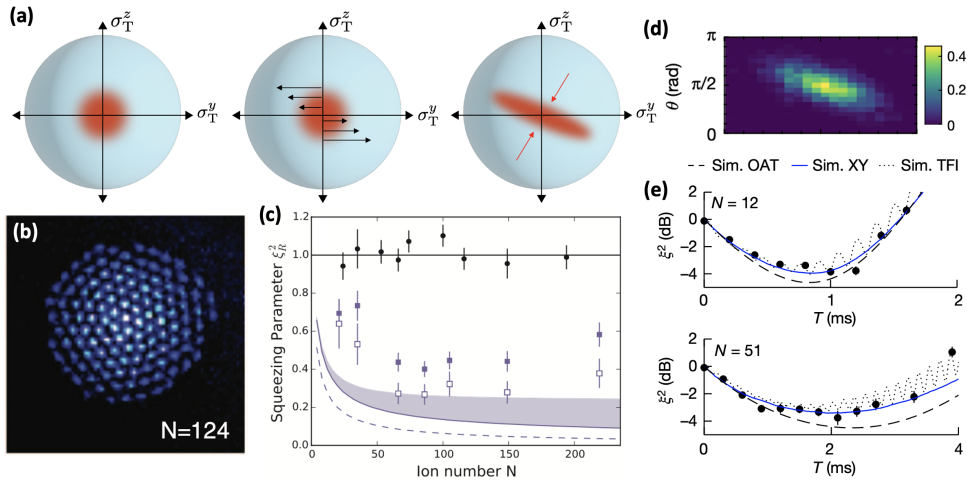 (a)
σ_T^z
σ_T^y
σ_T^z
σ_T^y
σ_T^z
σ_T^y
(b)
N=124
(c)
Squeezing Parameter ξ_R^2
1.2
1.0
0.8
0.6
0.4
0.2
0.0
0
50
100
150
200
Ion number N
(d)
θ (rad)
π
π/2
0
0.4
0.2
0
Sim. OAT
Sim. XY
Sim. TFI
(e)
ξ² (dB)
2
0
−2
−4
N = 12
0
1
2
T (ms)
ξ² (dB)
2
0
−2
−4
N = 51
0
2
4
T (ms)